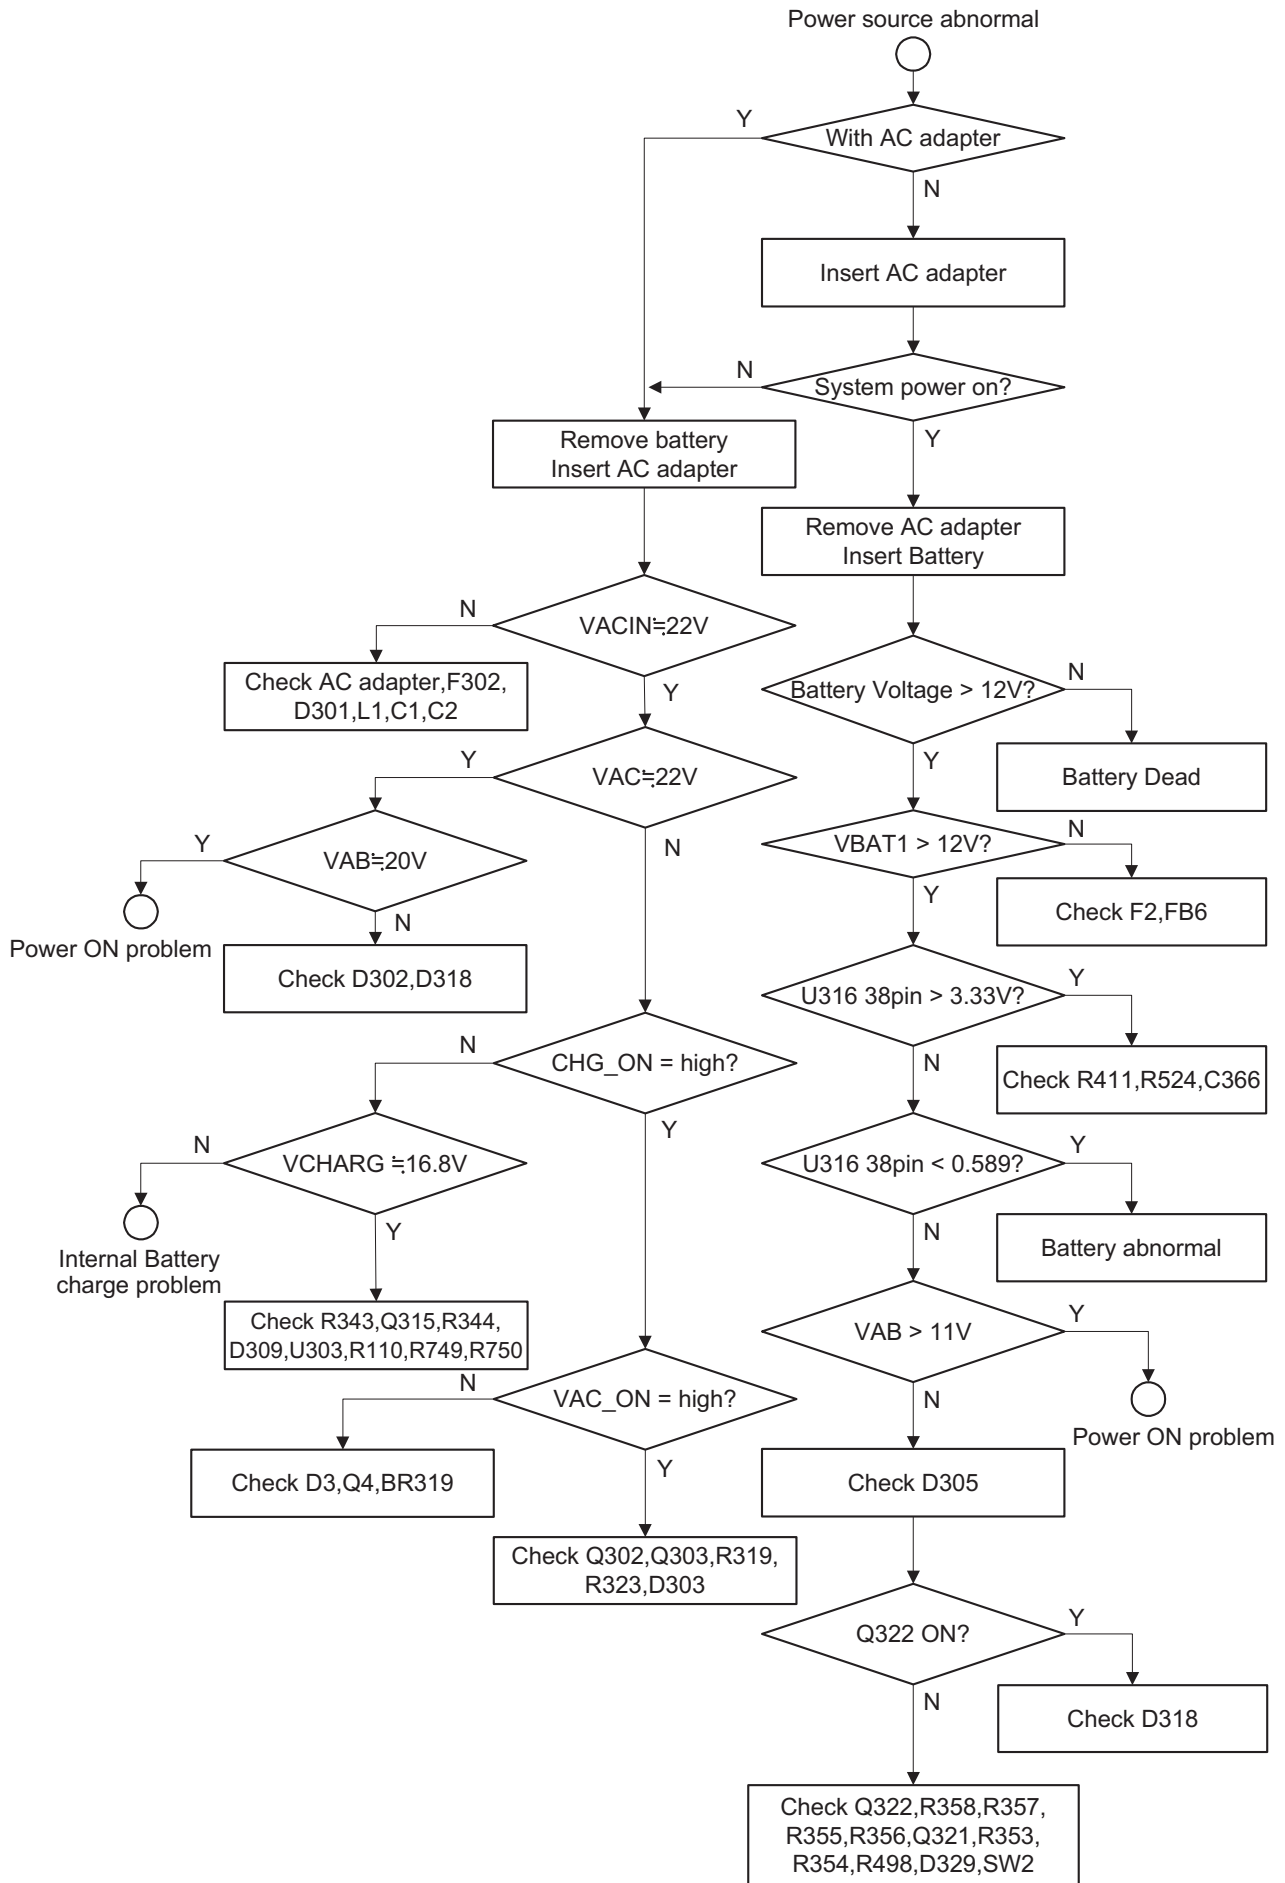 Power source abnormal
Y
With AC adapter
N
Insert AC adapter
N
System power on?
Y
Remove battery
Insert AC adapter
Remove AC adapter
Insert Battery
N
VACIN≒22V
Y
Check AC adapter,F302,
D301,L1,C1,C2
Battery Voltage > 12V?
N
Y
Battery Dead
Y
VAC≒22V
N
VBAT1 > 12V?
N
Y
Check F2,FB6
Y
VAB≒20V
N
Power ON problem
Check D302,D318
U316 38pin > 3.33V?
Y
N
Check R411,R524,C366
N
CHG_ON = high?
Y
N
VCHARG ≒16.8V
Y
Internal Battery
charge problem
Check R343,Q315,R344,
D309,U303,R110,R749,R750
U316 38pin < 0.589?
Y
N
Battery abnormal
VAB > 11V
Y
N
Power ON problem
N
VAC_ON = high?
Y
Check D3,Q4,BR319
Check Q302,Q303,R319,
R323,D303
Check D305
Q322 ON?
Y
N
Check D318
Check Q322,R358,R357,
R355,R356,Q321,R353,
R354,R498,D329,SW2